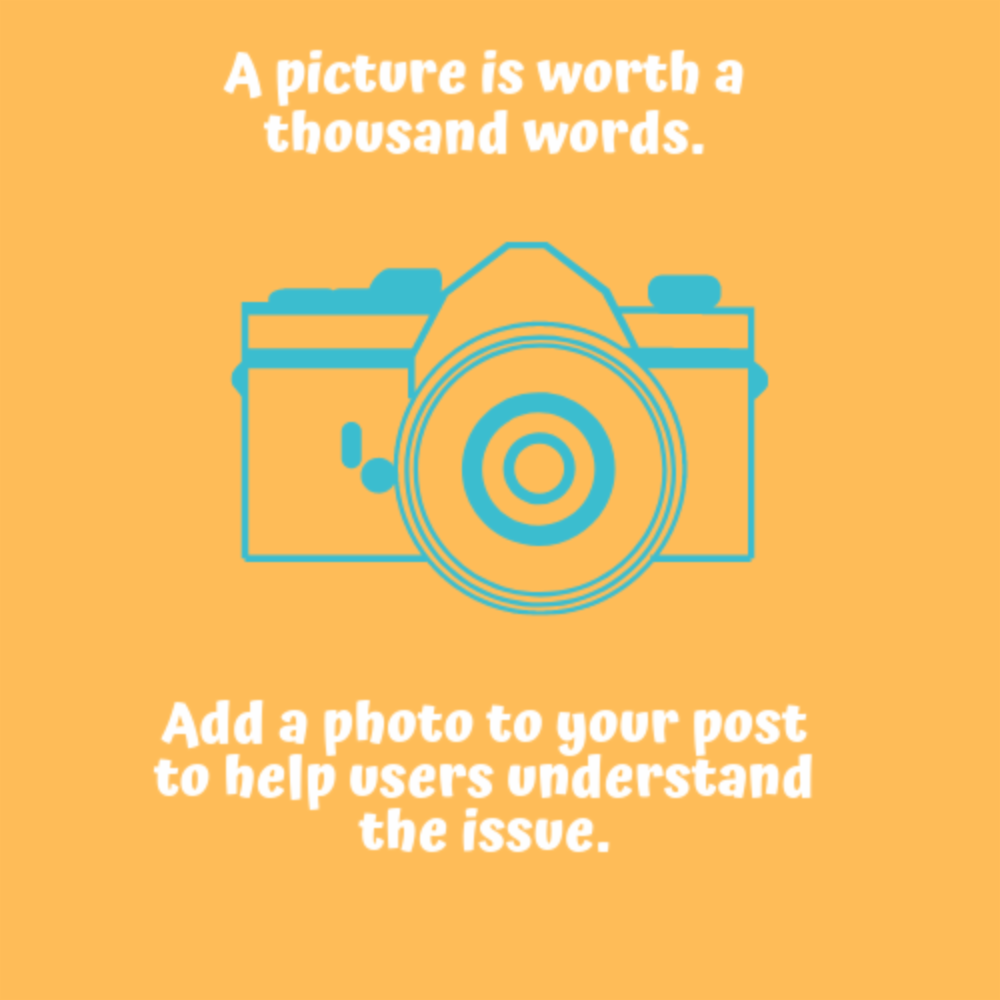 A picture is worth a
thousand words.
Add a photo to your post
to help users understand
the issue.